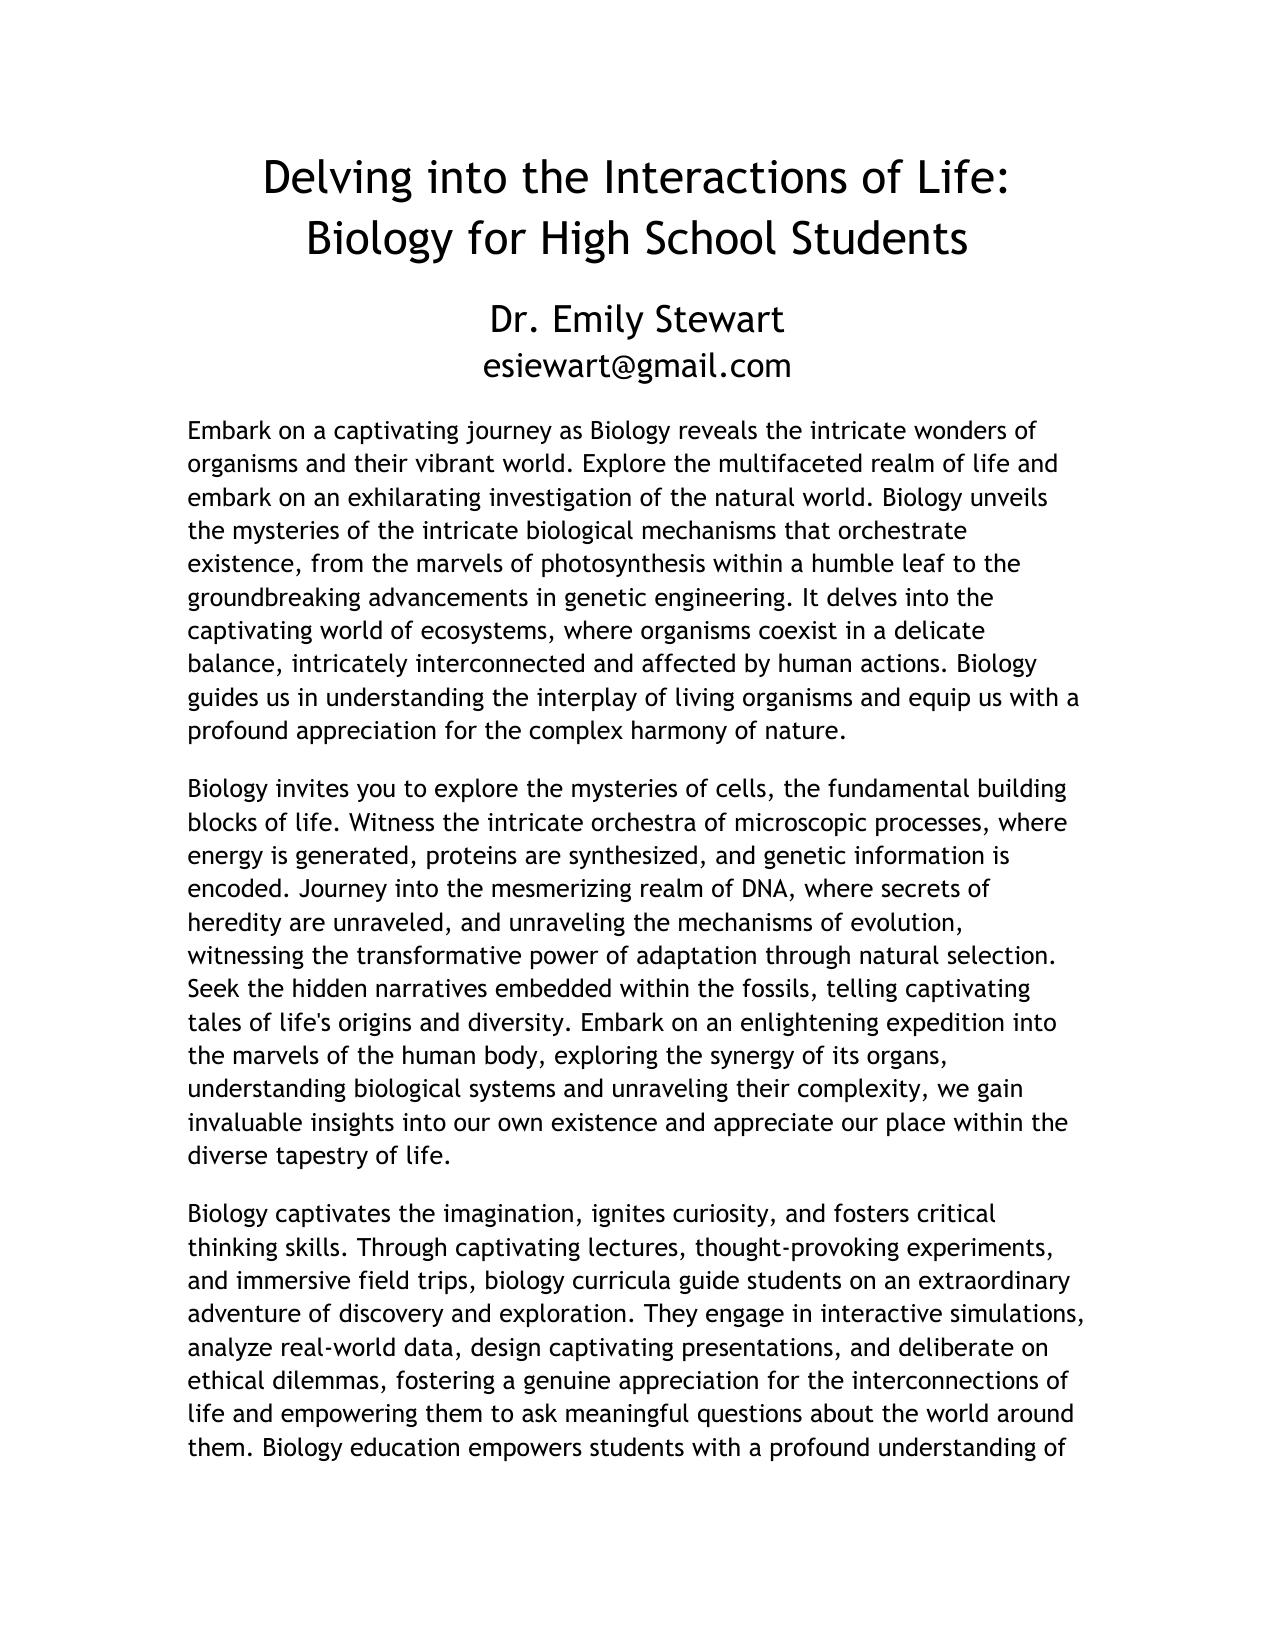 Delving into the Interactions of Life:
Biology for High School Students
Dr. Emily Stewart
esiewart@gmail.com
Embark on a captivating journey as Biology reveals the intricate wonders of
organisms and their vibrant world. Explore the multifaceted realm of life and
embark on an exhilarating investigation of the natural world. Biology unveils
the mysteries of the intricate biological mechanisms that orchestrate
existence, from the marvels of photosynthesis within a humble leaf to the
groundbreaking advancements in genetic engineering. It delves into the
captivating world of ecosystems, where organisms coexist in a delicate
balance, intricately interconnected and affected by human actions. Biology
guides us in understanding the interplay of living organisms and equip us with a
profound appreciation for the complex harmony of nature.
Biology invites you to explore the mysteries of cells, the fundamental building
blocks of life. Witness the intricate orchestra of microscopic processes, where
energy is generated, proteins are synthesized, and genetic information is
encoded. Journey into the mesmerizing realm of DNA, where secrets of
heredity are unraveled, and unraveling the mechanisms of evolution,
witnessing the transformative power of adaptation through natural selection.
Seek the hidden narratives embedded within the fossils, telling captivating
tales of life's origins and diversity. Embark on an enlightening expedition into
the marvels of the human body, exploring the synergy of its organs,
understanding biological systems and unraveling their complexity, we gain
invaluable insights into our own existence and appreciate our place within the
diverse tapestry of life.
Biology captivates the imagination, ignites curiosity, and fosters critical
thinking skills. Through captivating lectures, thought-provoking experiments,
and immersive field trips, biology curricula guide students on an extraordinary
adventure of discovery and exploration. They engage in interactive simulations,
analyze real-world data, design captivating presentations, and deliberate on
ethical dilemmas, fostering a genuine appreciation for the interconnections of
life and empowering them to ask meaningful questions about the world around
them. Biology education empowers students with a profound understanding of